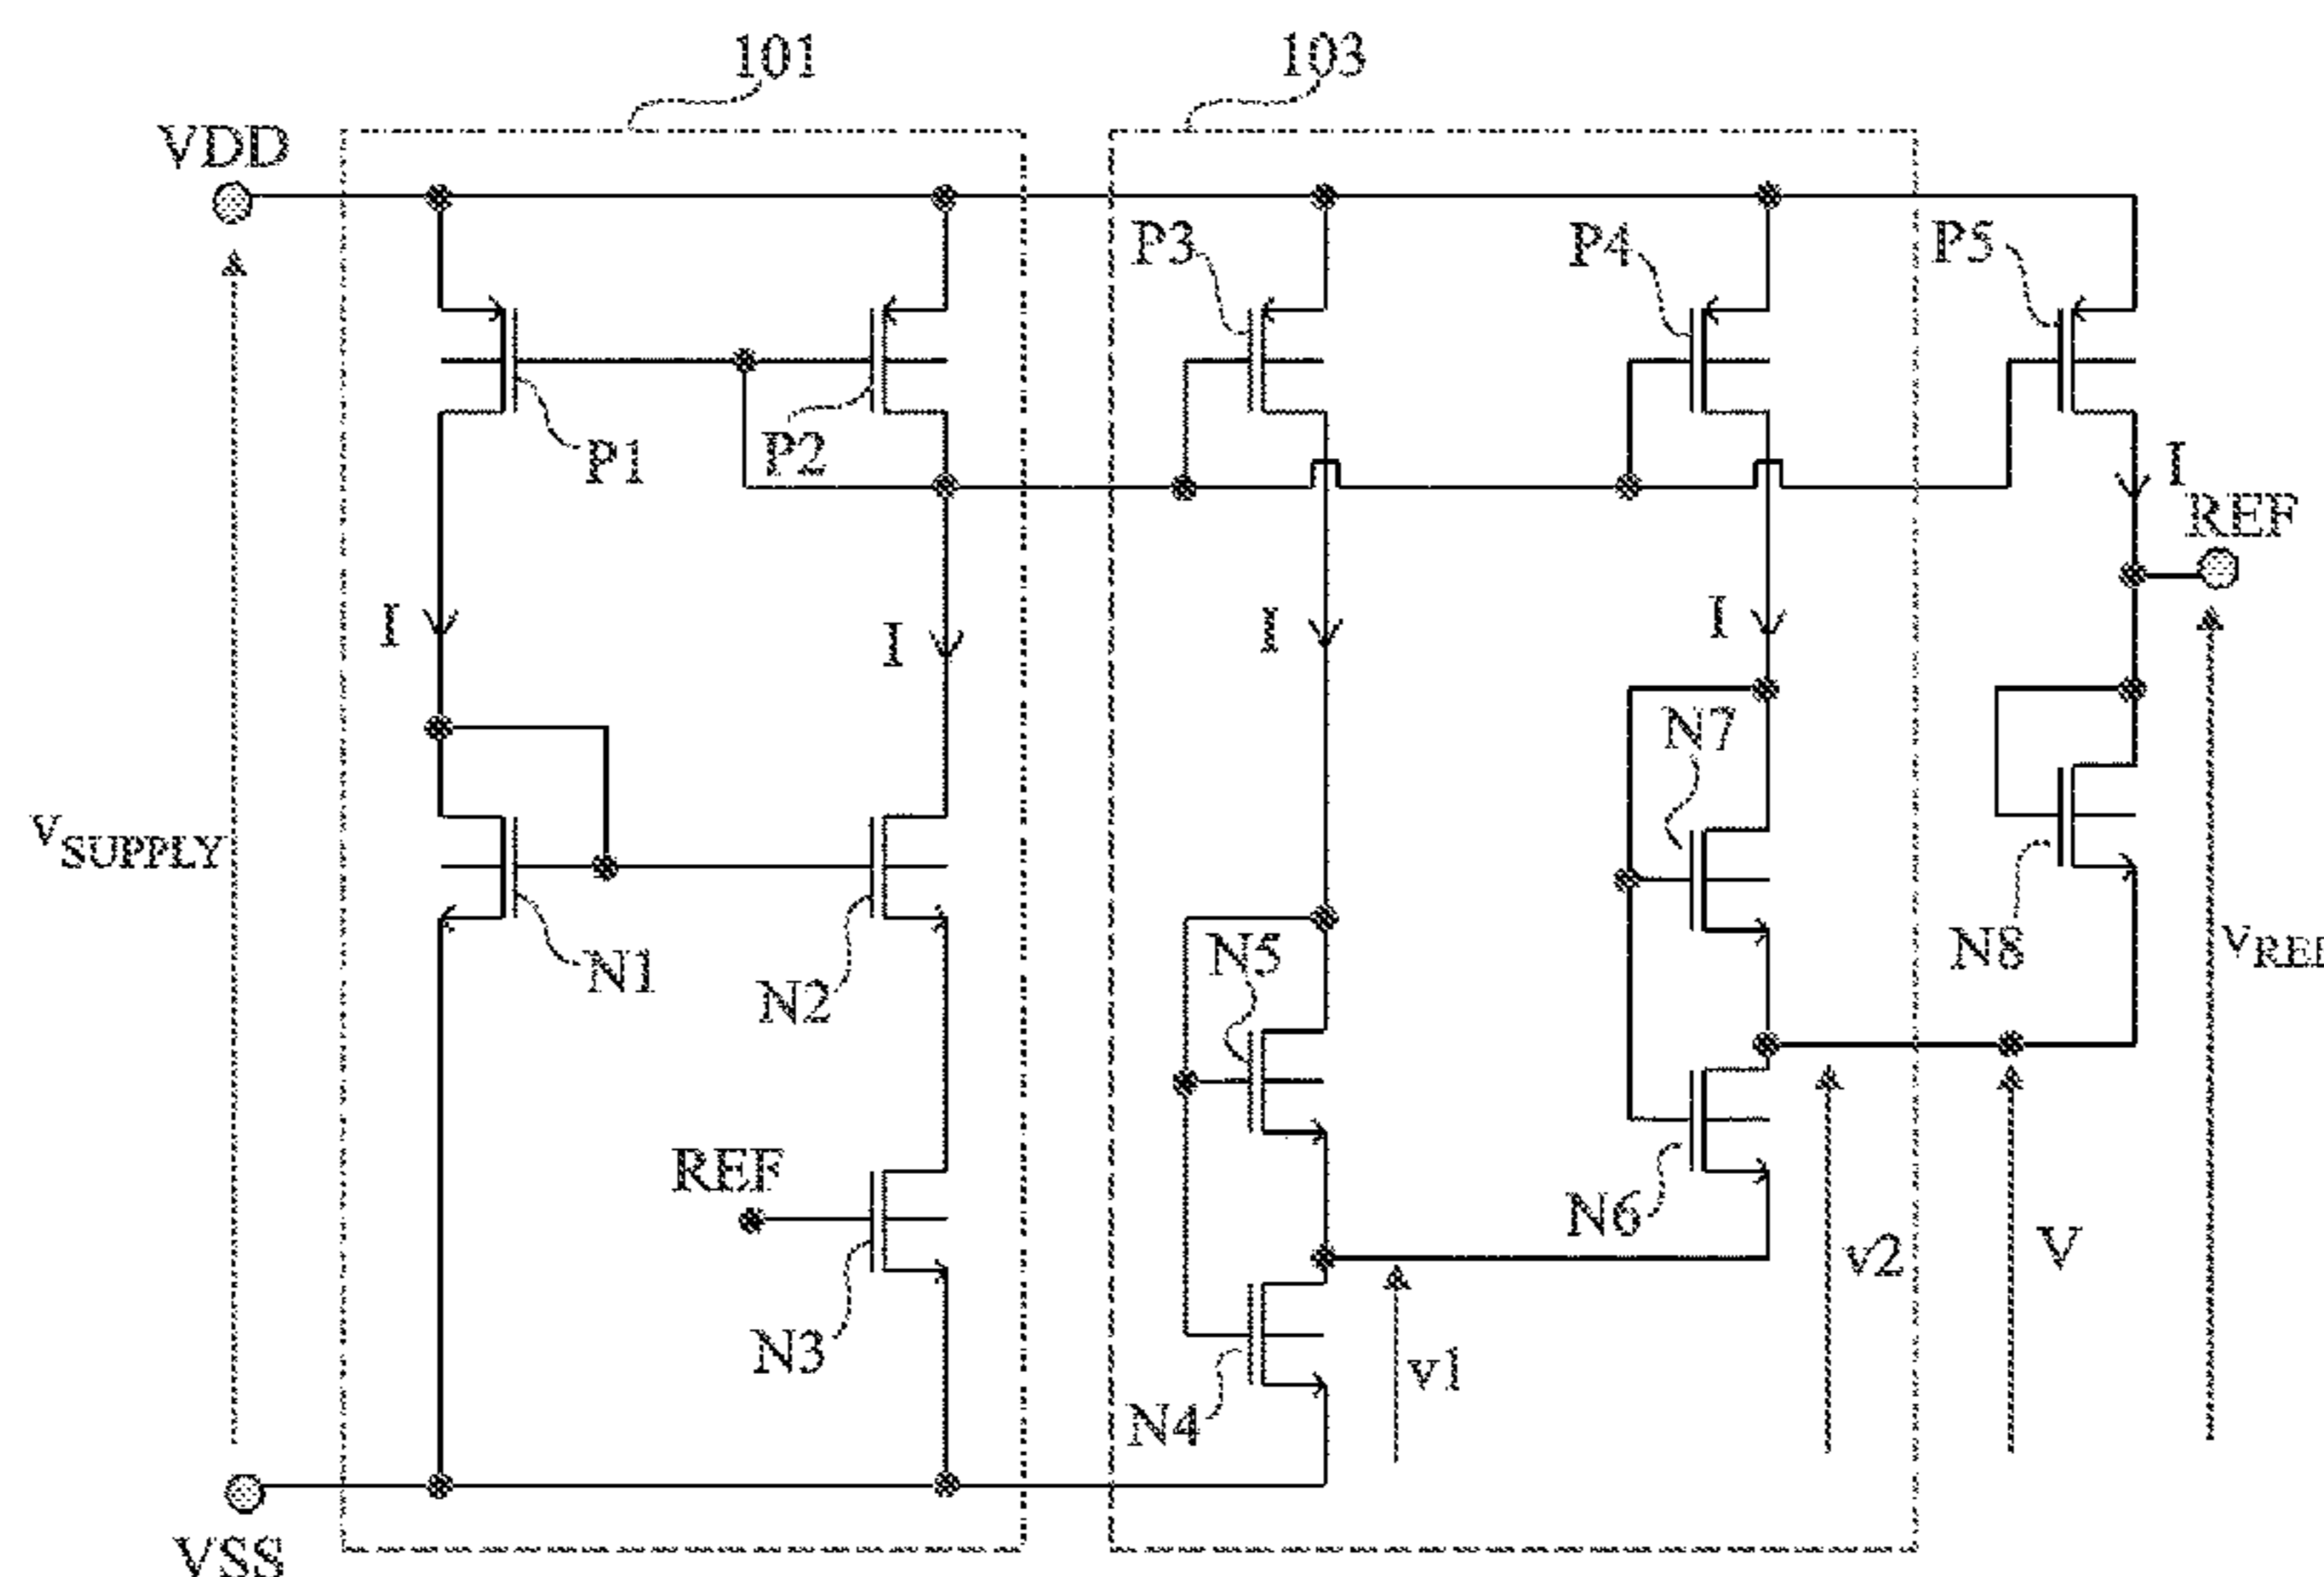 101
103
VDD
P3
P4
P5
P1
P2
I
REF
I
I
I
I
N7
VSUPPLY
N5
N8
VREF
N1
N2
REF
N6
v2
V
N3
v1
N4
VSS